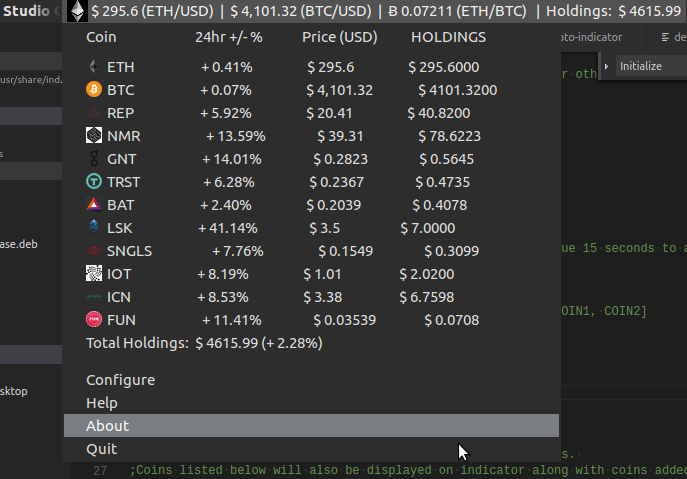 Studio $ 295.6 (ETH/USD) | $ 4,101.32 (BTC/USD) | Ƀ 0.07211 (ETH/BTC) | Holdings: $ 4615.99
Coin 24hr +/- % Price (USD) HOLDINGS
oto-indicator
de
ETH + 0.41% $ 295.6 $ 295.6000
r oth
Initialize
usr/share/ind.
BTC + 0.07% $ 4,101.32 $ 4101.3200
REP + 5.92% $ 20.41 $ 40.8200
NMR + 13.59% $ 39.31 $ 78.6223
s
GNT + 14.01% $ 0.2823 $ 0.5645
TRST + 6.28% $ 0.2367 $ 0.4735
BAT + 2.40% $ 0.2039 $ 0.4078
LSK + 41.14% $ 3.5 $ 7.0000
ase.deb
SNGLS + 7.76% $ 0.1549 $ 0.3099
ue 15 seconds to a
IOT + 8.19% $ 1.01 $ 2.0200
ICN + 8.53% $ 3.38 $ 6.7598
OIN1, COIN2]
FUN + 11.41% $ 0.03539 $ 0.0708
Total Holdings: $ 4615.99 (+ 2.28%)
Configure
sktop
Help
About
Quit
s.
27 ;Coins listed below will also be displayed on indicator along with coins added